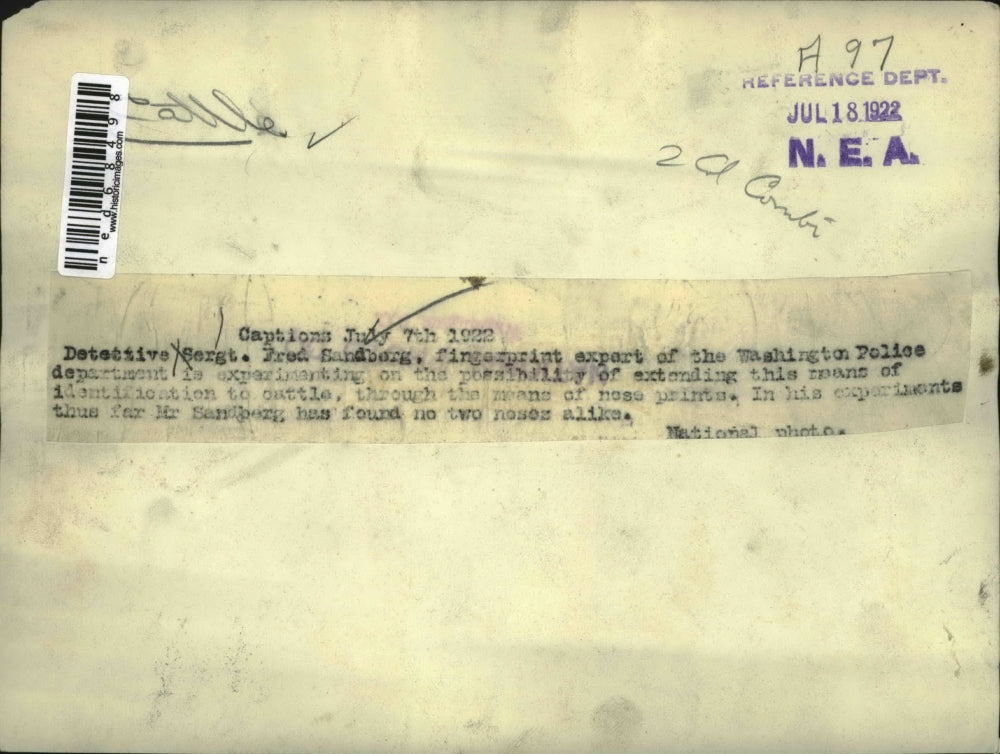 A 97
REFERENCE DEPT.
JUL 18 1922
N. E. A.
2 Cl
Combi
ned68498
www.historicimages.com
Captions July 7th 1922
Detective Sergt. Fred Sandberg, fingerprint expert of the Washington Police
department is experimenting on the possibility of extending this means of
identification to cattle, through the means of nose prints. In his experiments
thus far Mr Sandberg has found no two noses alike.
National photo.